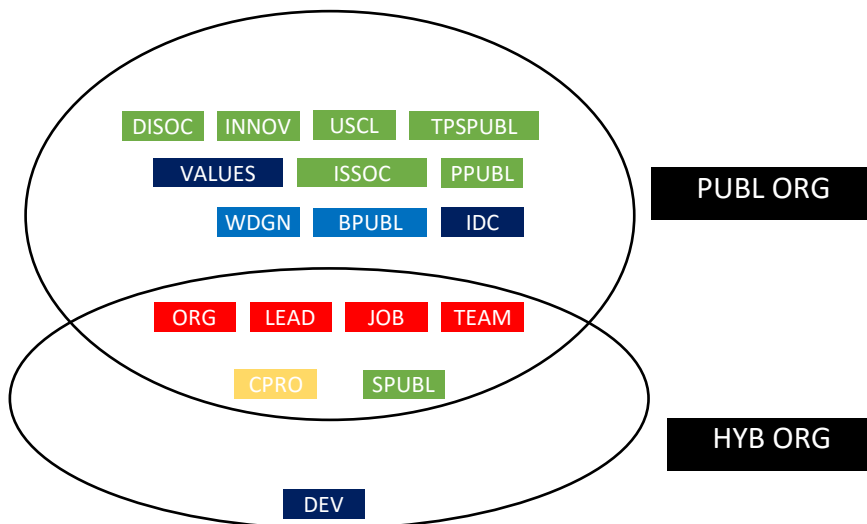 DISOC INNOV USCL TPSPUBL
VALUES ISSOC PPUBL
PUBL ORG
WDGN BPUBL IDC
ORG LEAD JOB TEAM
CPRO SPUBL
HYB ORG
DEV